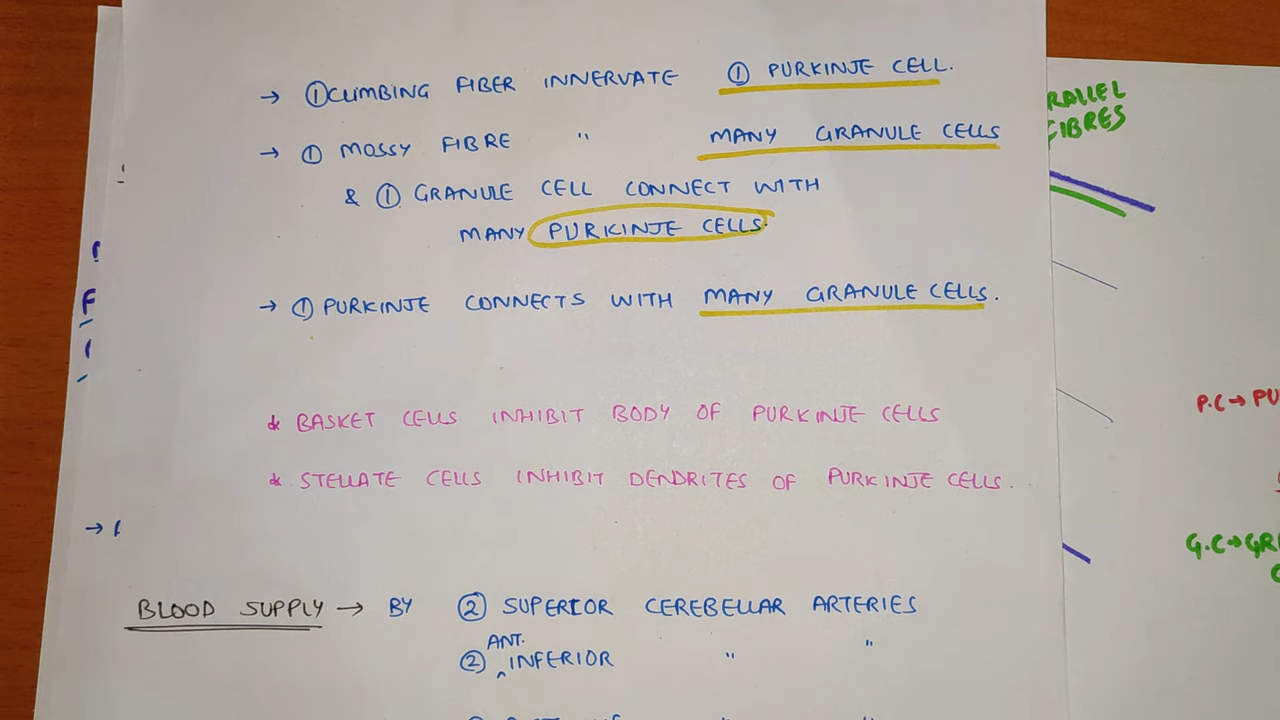 → ① CLIMBING FIBER INNERVATE ① PURKINJE CELL.
→ ① MOSSY FIBRE " MANY GRANULE CELLS
& ① GRANULE CELL CONNECT WITH
MANY PURKINJE CELLS.
→ ① PURKINJE CONNECTS WITH MANY GRANULE CELLS.
* BASKET CELLS INHIBIT BODY OF PURKINJE CELLS
* STELLATE CELLS INHIBIT DENDRITES OF PURKINJE CELLS.
BLOOD SUPPLY → BY ② SUPERIOR CEREBELLAR ARTERIES
② ANT. INFERIOR " "
RALLEL
FIBRES
P.C → PU
G.C → GR